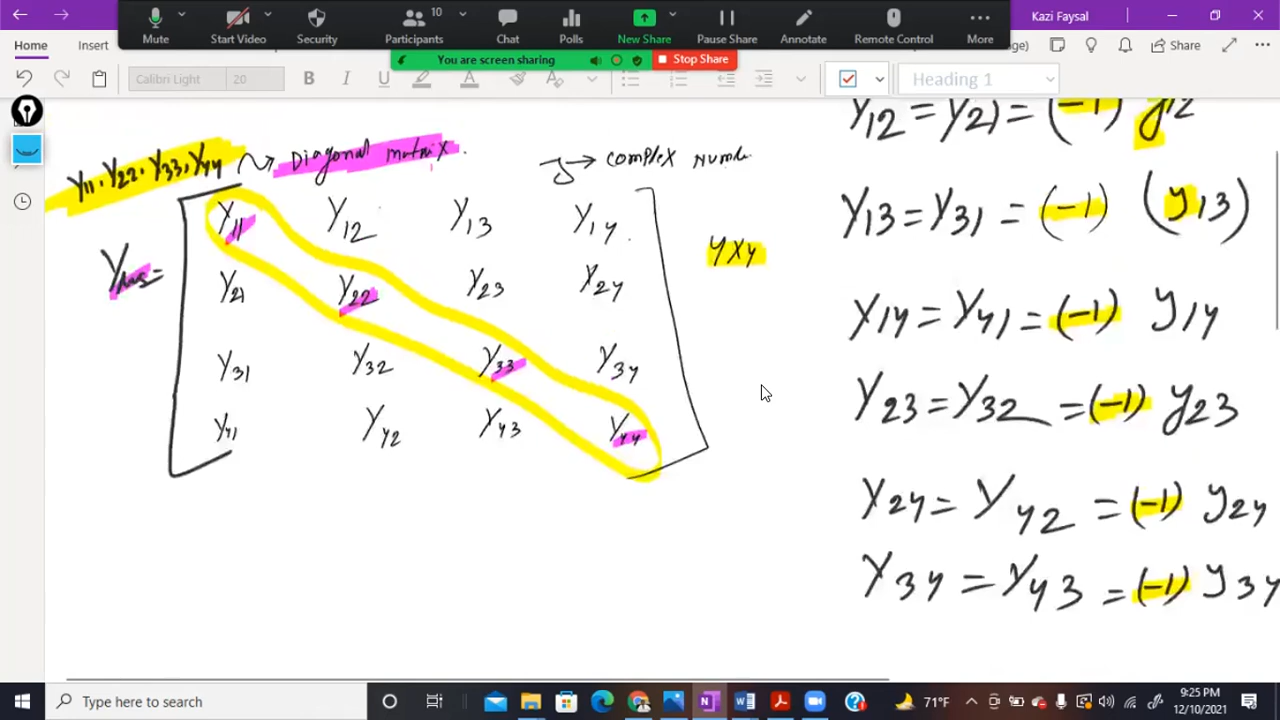 Kazi Faysal
10
Mute Start Video Security Participants Chat Polls New Share Pause Share Annotate Remote Control More
Home Insert Share
You are screen sharing Stop Share
Calibri Light 20 B I U A Heading 1
Y11, Y22, Y33, Y44 Diagonal matrix.
J → complex Numbe
Ybus =
Y11 Y12 Y13 Y14
Y21 Y22 Y23 Y24
Y31 Y32 Y33 Y34
Y41 Y42 Y43 Y44
4x4
Y12 = Y21 = (-1) y12
Y13 = Y31 = (-1) (y13)
Y14 = Y41 = (-1) y14
Y23 = Y32 = (-1) y23
Y24 = Y42 = (-1) y24
Y34 = Y43 = (-1) y34
Type here to search
71°F
9:25 PM
12/10/2021